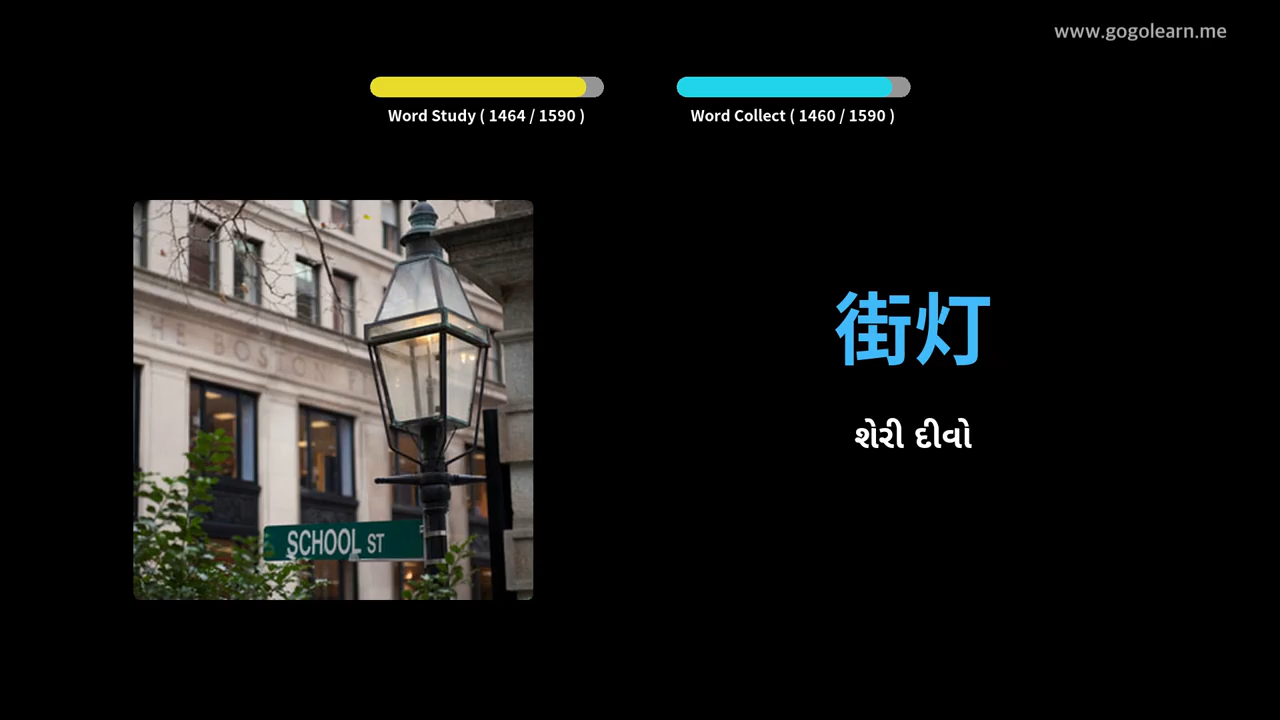 www.gogolearn.me
Word Study ( 1464 / 1590 )
Word Collect ( 1460 / 1590 )
HE BOSTON
SCHOOL ST
街灯
શેરી દીવો